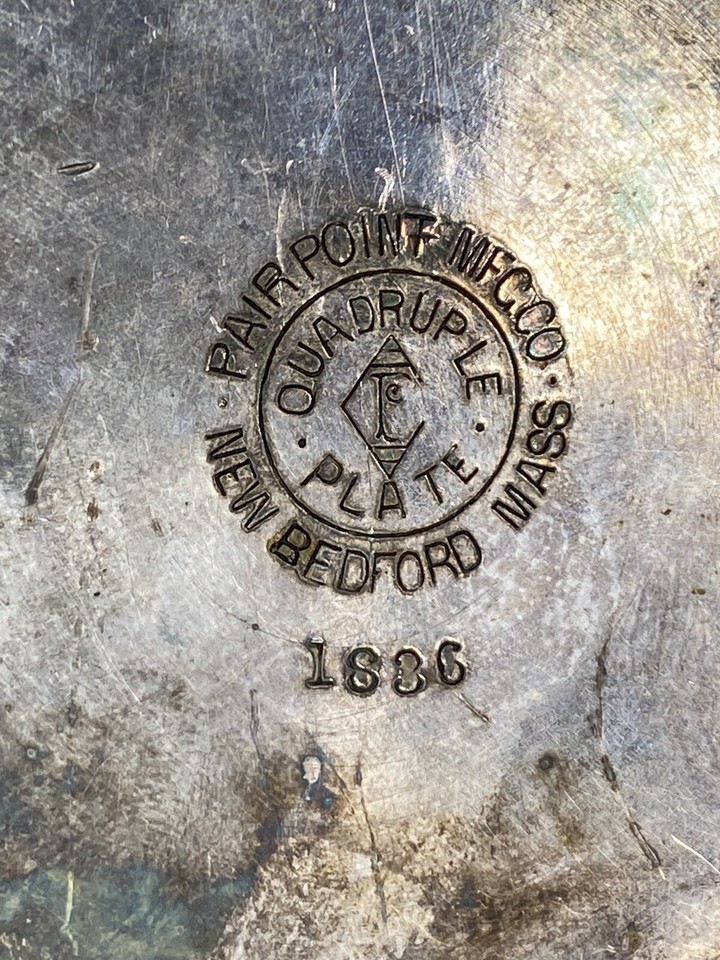 PAIRPOINT MFG.CO.
NEW BEDFORD MASS
QUADRUPLE
PLATE
P
1836